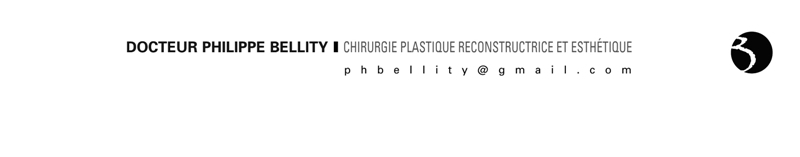 DOCTEUR PHILIPPE BELLITY ▮ CHIRURGIE PLASTIQUE RECONSTRUCTRICE ET ESTHÉTIQUE
phbellity@gmail.com